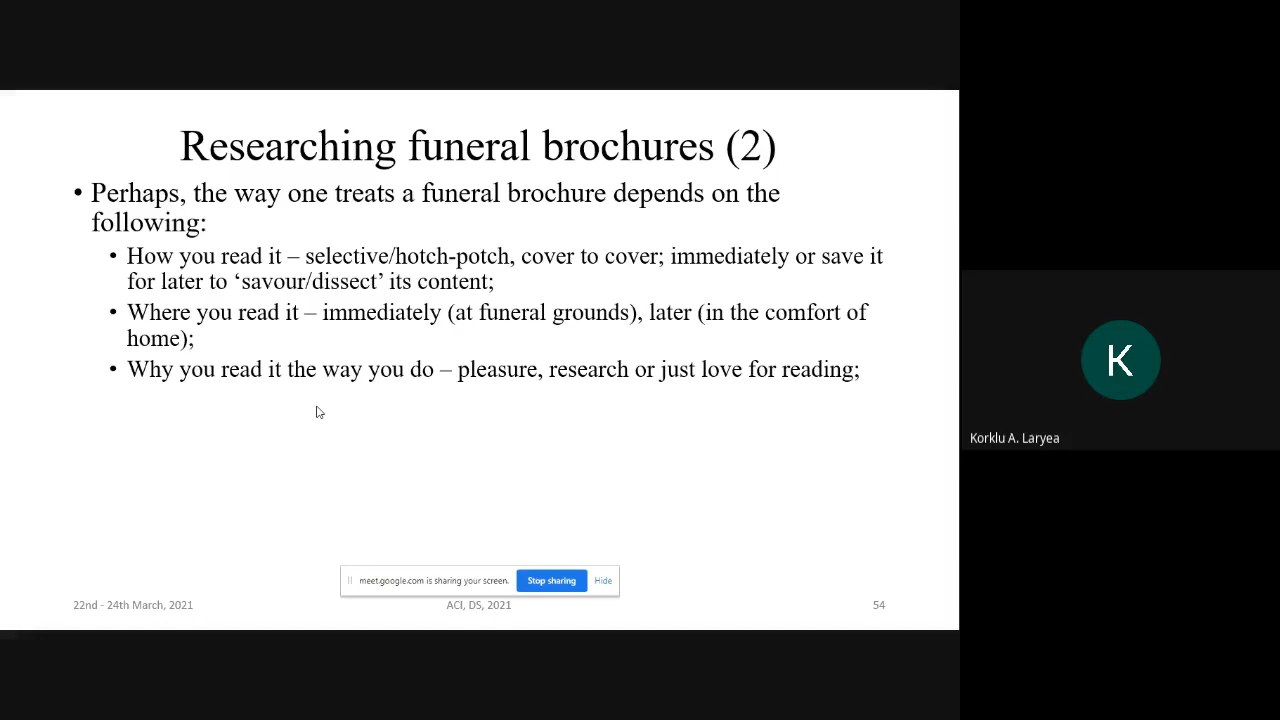 Researching funeral brochures (2)
• Perhaps, the way one treats a funeral brochure depends on the
following:
• How you read it – selective/hotch-potch, cover to cover; immediately or save it
for later to ‘savour/dissect’ its content;
• Where you read it – immediately (at funeral grounds), later (in the comfort of
home);
• Why you read it the way you do – pleasure, research or just love for reading;
K
Korklu A. Laryea
meet.google.com is sharing your screen. Stop sharing Hide
22nd - 24th March, 2021 ACI, DS, 2021 54